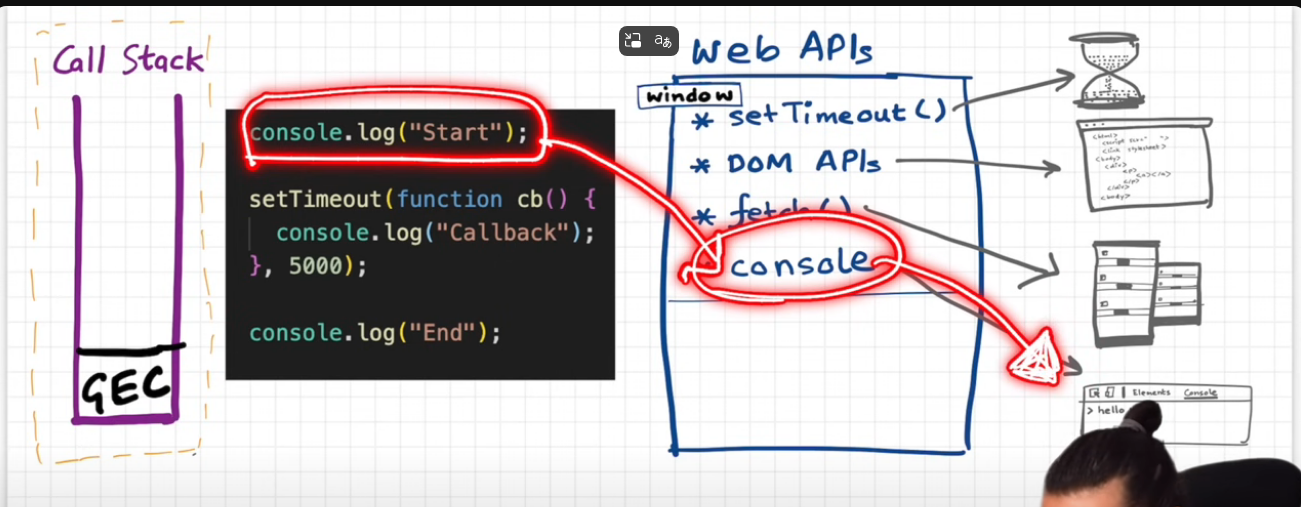 Call Stack
GEC
console.log("Start");
setTimeout(function cb() {
console.log("Callback");
}, 5000);
console.log("End");
Web APIs
window
* setTimeout()
* DOM APIs
* fetch()
console
Elements Console
> hello